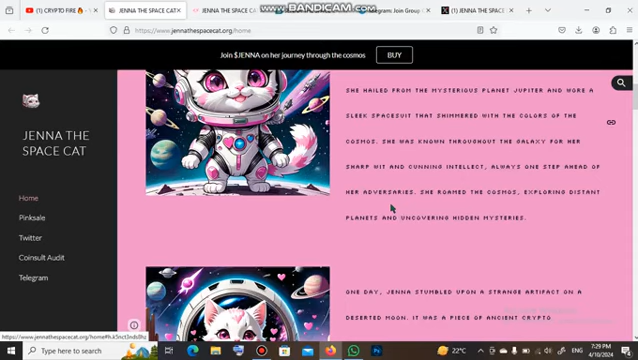 (1) CRYPTO FIRE
JENNA THE SPACE CAT
Telegram: Join Group
(1) JENNA THE SPACE
WWW.BANDICAM.COM
https://www.jennathespacecat.org/home
Join $JENNA on her journey through the cosmos
BUY
JENNA THE
SPACE CAT
Home
Pinksale
Twitter
Coinsult Audit
Telegram
SHE HAILED FROM THE MYSTERIOUS PLANET JUPITER AND WORE A
SLEEK SPACESUIT THAT SHIMMERED WITH THE COLORS OF THE
COSMOS. SHE WAS KNOWN THROUGHOUT THE GALAXY FOR HER
SHARP WIT AND CUNNING INTELLECT, ALWAYS ONE STEP AHEAD OF
HER ADVERSARIES. SHE ROAMED THE COSMOS, EXPLORING DISTANT
PLANETS AND UNCOVERING HIDDEN MYSTERIES.
ONE DAY, JENNA STUMBLED UPON A STRANGE ARTIFACT ON A
DESERTED MOON. IT WAS A PIECE OF ANCIENT CRYPTO
Type here to search
22°C
ENG
7:29 PM
4/10/2024